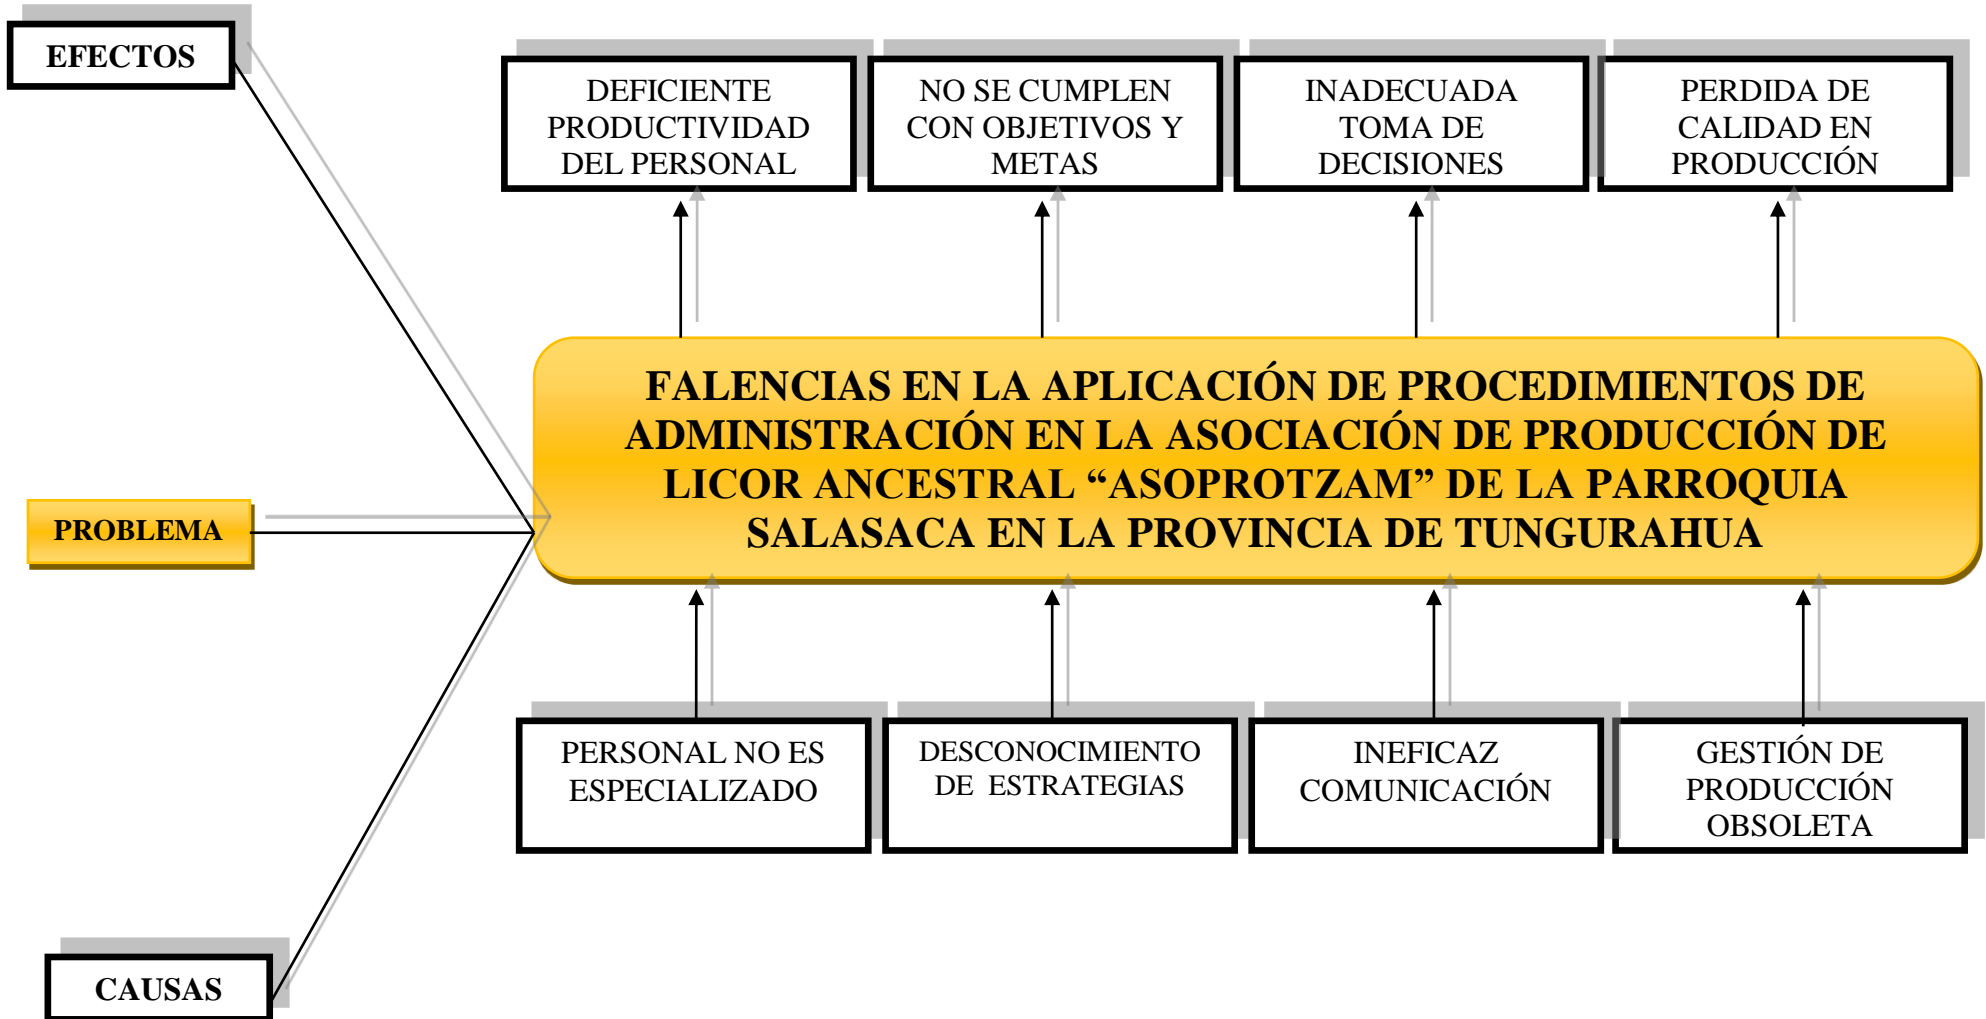 EFECTOS
DEFICIENTE
PRODUCTIVIDAD
DEL PERSONAL
NO SE CUMPLEN
CON OBJETIVOS Y
METAS
INADECUADA
TOMA DE
DECISIONES
PERDIDA DE
CALIDAD EN
PRODUCCIÓN
PROBLEMA
FALENCIAS EN LA APLICACIÓN DE PROCEDIMIENTOS DE
ADMINISTRACIÓN EN LA ASOCIACIÓN DE PRODUCCIÓN DE
LICOR ANCESTRAL “ASOPROTZAM” DE LA PARROQUIA
SALASACA EN LA PROVINCIA DE TUNGURAHUA
PERSONAL NO ES
ESPECIALIZADO
DESCONOCIMIENTO
DE ESTRATEGIAS
INEFICAZ
COMUNICACIÓN
GESTIÓN DE
PRODUCCIÓN
OBSOLETA
CAUSAS